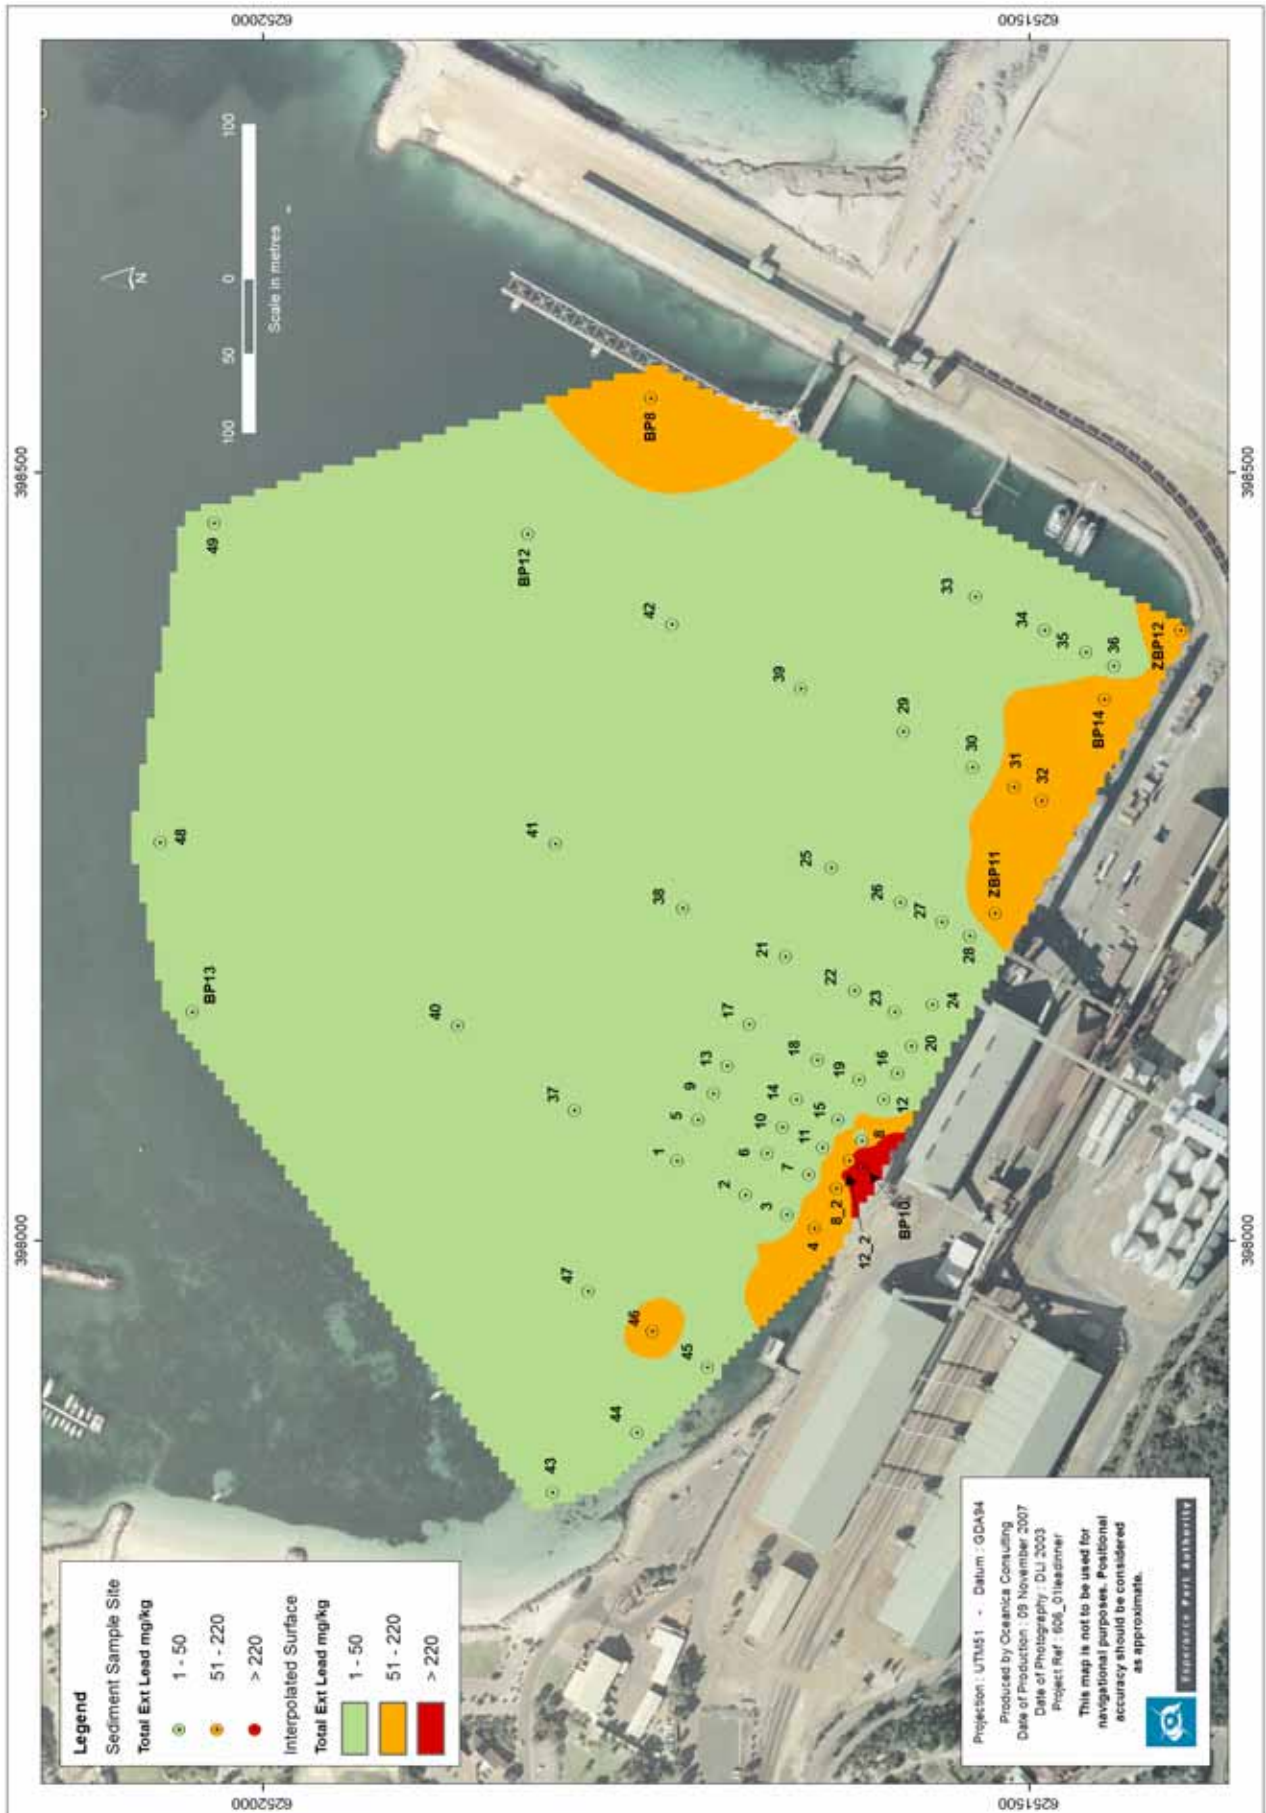 Legend
Sediment Sample Site
Total Ext Lead mg/kg
1 - 50
51 - 220
> 220
Interpolated Surface
Total Ext Lead mg/kg
1 - 50
51 - 220
> 220
398000
398500
6252000
6252000
6251500
6251500
398000
398500
N
100
50
0
100
Scale in metres
43
44
45
46
47
40
BP13
48
49
37
41
38
42
BP12
BP8
1
5
9
13
17
21
2
6
10
14
18
22
25
39
3
7
11
15
19
23
26
29
33
4
8_2
8
12
16
20
24
27
28
30
34
12_2
BP10
ZBP11
31
32
35
36
BP14
ZBP12
Projection : UTM51 - Datum : GDA94
Produced by Oceanica Consulting
Date of Production : 09 November 2007
Date of Photography : DLI 2003
Project Ref : 606_01leadinner
This map is not to be used for
navigational purposes. Positional
accuracy should be considered
as approximate.
Esperance Port Authority